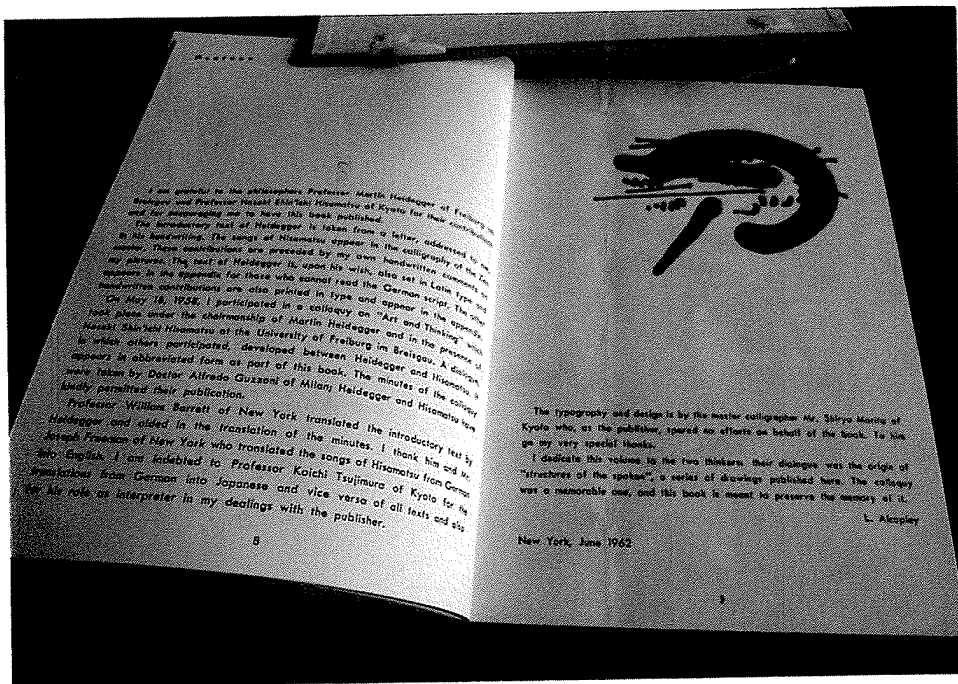 Preface
I am grateful to the philosophers Professor Martin Heidegger of Freiburg im
Breisgau and Professor Hoseki Shin'ichi Hisamatsu of Kyoto for their contributions
and for encouraging me to have this book published.
The introductory text of Heidegger is taken from a letter, addressed to me,
in his handwriting. The songs of Hisamatsu appear in the calligraphy of the Zen
master. These contributions are preceded by my own handwritten comments on
my pictures. The text of Heidegger is, upon his wish, also set in Latin type and
appears in the appendix for those who cannot read the German script. The other
handwritten contributions are also printed in type and appear in the appendix.
On May 18, 1958, I participated in a colloquy on "Art and Thinking" which
took place under the chairmanship of Martin Heidegger and in the presence of
Hoseki Shin'ichi Hisamatsu at the University of Freiburg im Breisgau. A dialogue,
in which others participated, developed between Heidegger and Hisamatsu. It
appears in abbreviated form as part of this book. The minutes of the colloquy
were taken by Doctor Alfredo Guzzoni of Milan; Heidegger and Hisamatsu have
kindly permitted their publication.
Professor William Barrett of New York translated the introductory text by
Heidegger and aided in the translation of the minutes. I thank him and Mr.
Joseph Freeman of New York who translated the songs of Hisamatsu from German
into English. I am indebted to Professor Koichi Tsujimura of Kyoto for the
translations from German into Japanese and vice versa of all texts and also
for his role as interpreter in my dealings with the publisher.
8
The typography and design is by the master calligrapher Mr. Shiryu Morita of
Kyoto who, as the publisher, spared no efforts on behalf of the book. To him
go my very special thanks.
I dedicate this volume to the two thinkers: their dialogue was the origin of
"structures of the spoken", a series of drawings published here. The colloquy
was a memorable one, and this book is meant to preserve the memory of it.
L. Alcopley
New York, June 1962